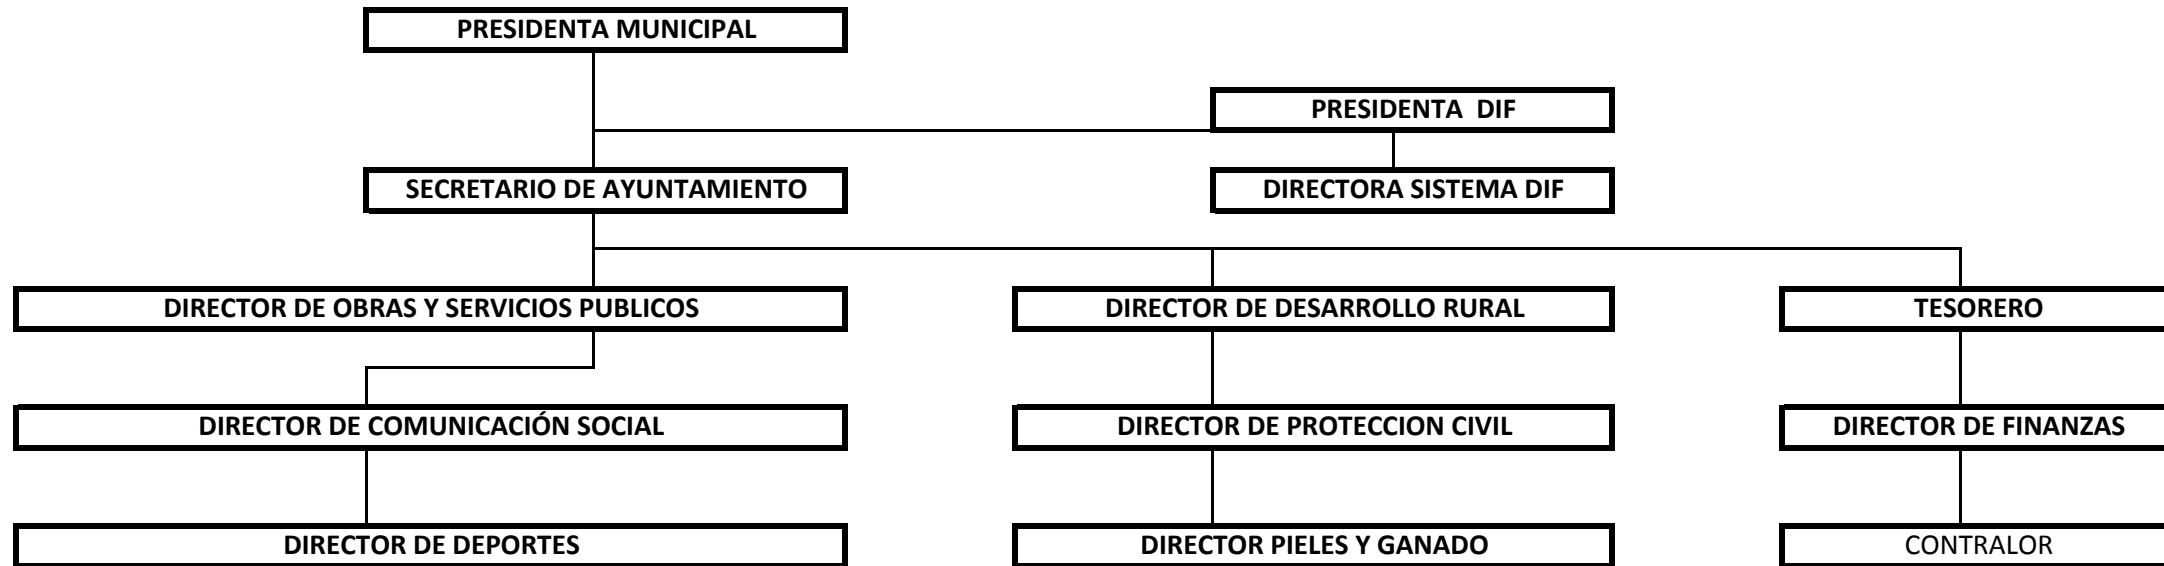 PRESIDENTA MUNICIPAL
PRESIDENTA  DIF
SECRETARIO DE AYUNTAMIENTO
DIRECTORA SISTEMA DIF
DIRECTOR DE OBRAS Y SERVICIOS PUBLICOS
DIRECTOR DE DESARROLLO RURAL
TESORERO
DIRECTOR DE COMUNICACIÓN SOCIAL
DIRECTOR DE PROTECCION CIVIL
DIRECTOR DE FINANZAS
DIRECTOR DE DEPORTES
DIRECTOR PIELES Y GANADO
CONTRALOR